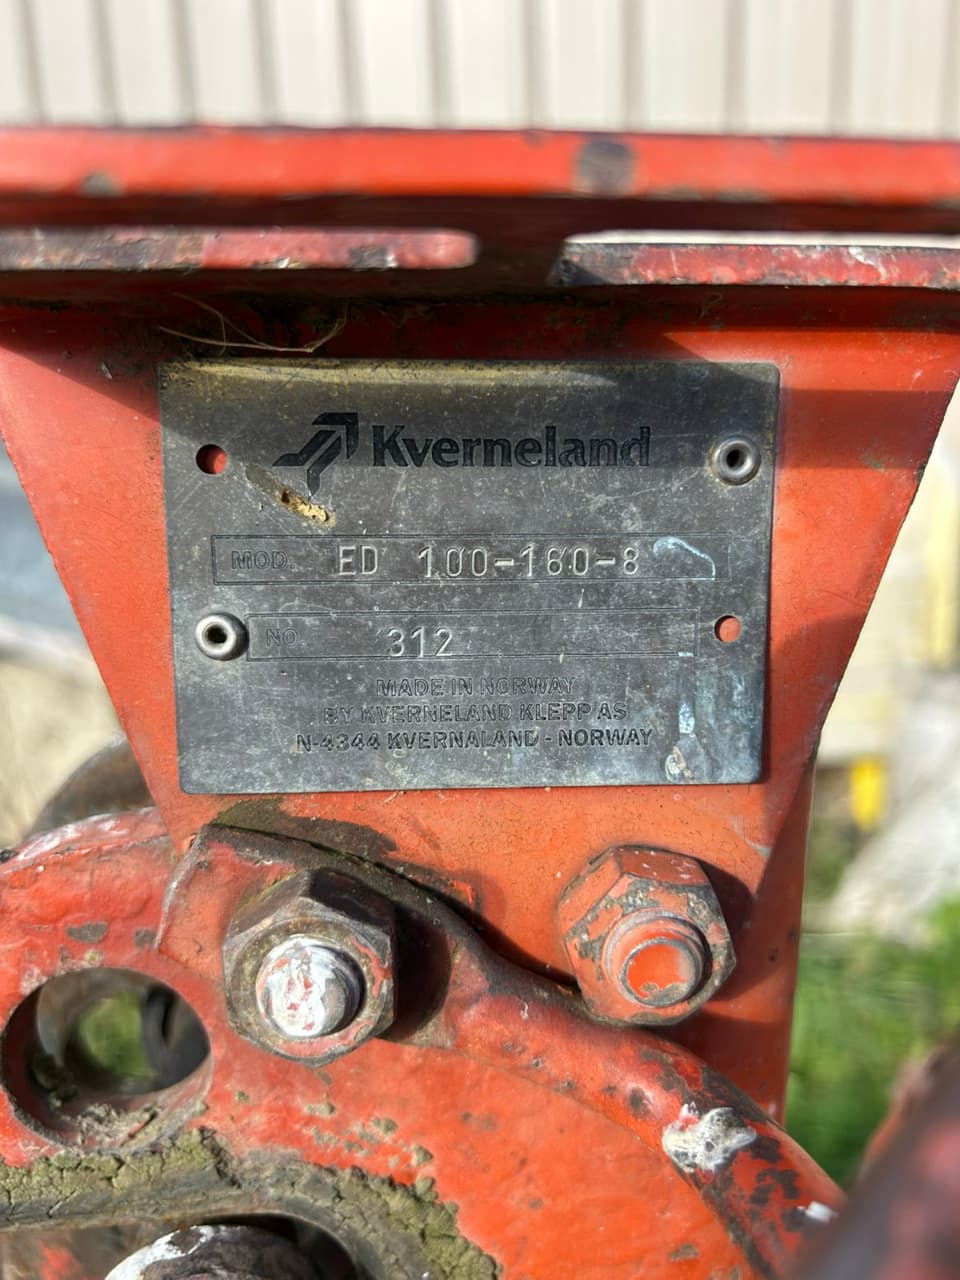 Kverneland
MOD. ED 100-160-8
NO. 312
MADE IN NORWAY
BY KVERNELAND KLEPP AS
N-4344 KVERNALAND - NORWAY